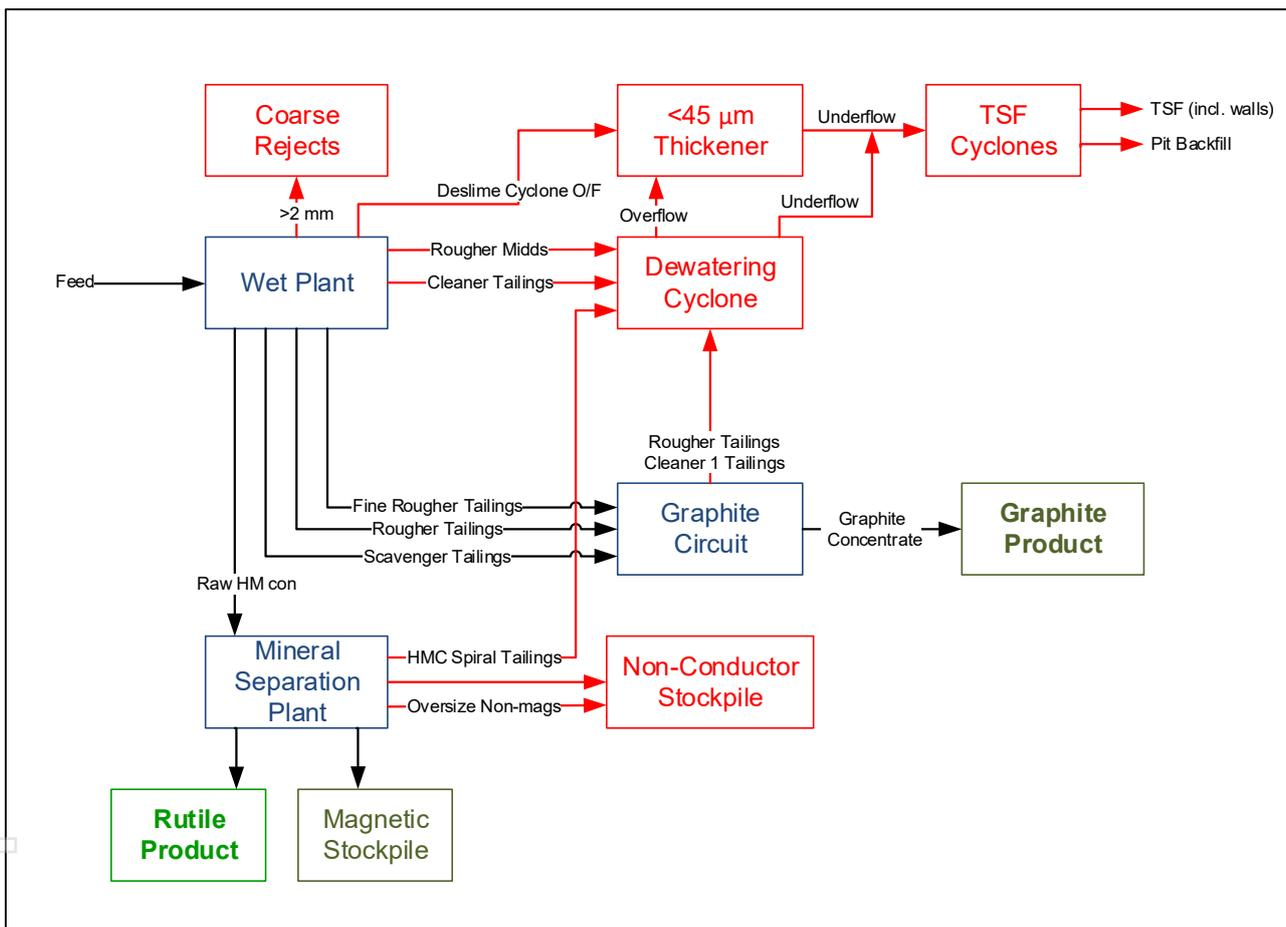 Coarse
Rejects
<45 µm
Thickener
Underflow
TSF
Cyclones
TSF (incl. walls)
Pit Backfill
>2 mm
Deslime Cyclone O/F
Overflow
Underflow
Feed
Wet Plant
Rougher Midds
Cleaner Tailings
Dewatering
Cyclone
Rougher Tailings
Cleaner 1 Tailings
Fine Rougher Tailings
Rougher Tailings
Scavenger Tailings
Graphite
Circuit
Graphite
Concentrate
Graphite
Product
Raw HM con
Mineral
Separation
Plant
HMC Spiral Tailings
Oversize Non-mags
Non-Conductor
Stockpile
Rutile
Product
Magnetic
Stockpile